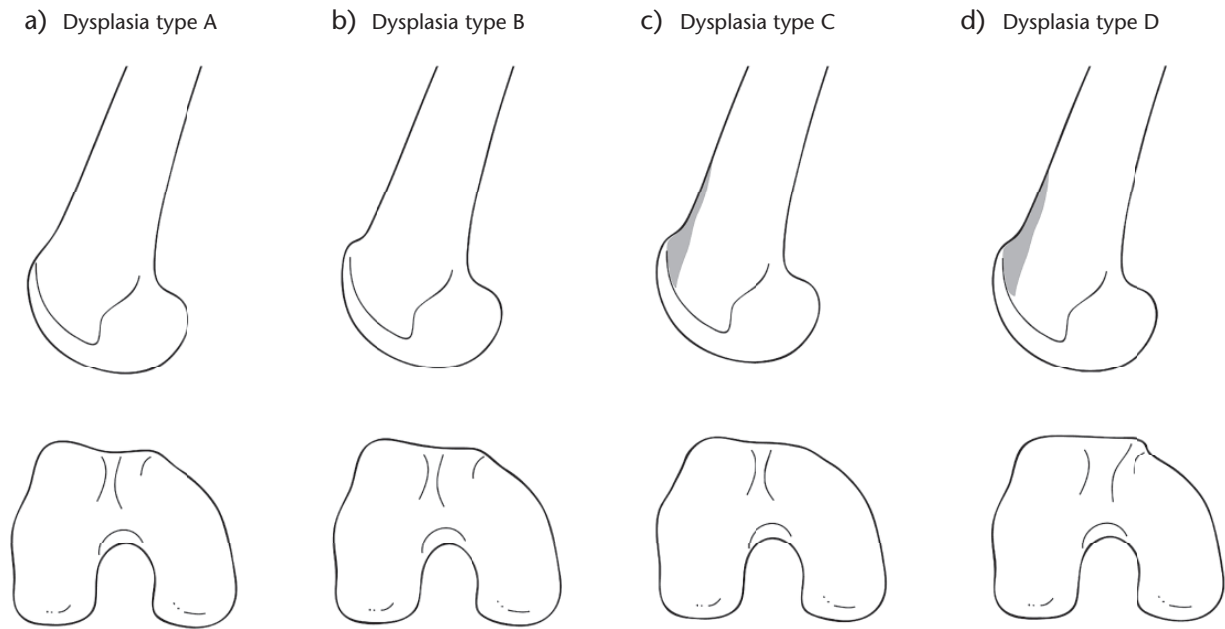 a) Dysplasia type A
b) Dysplasia type B
c) Dysplasia type C
d) Dysplasia type D